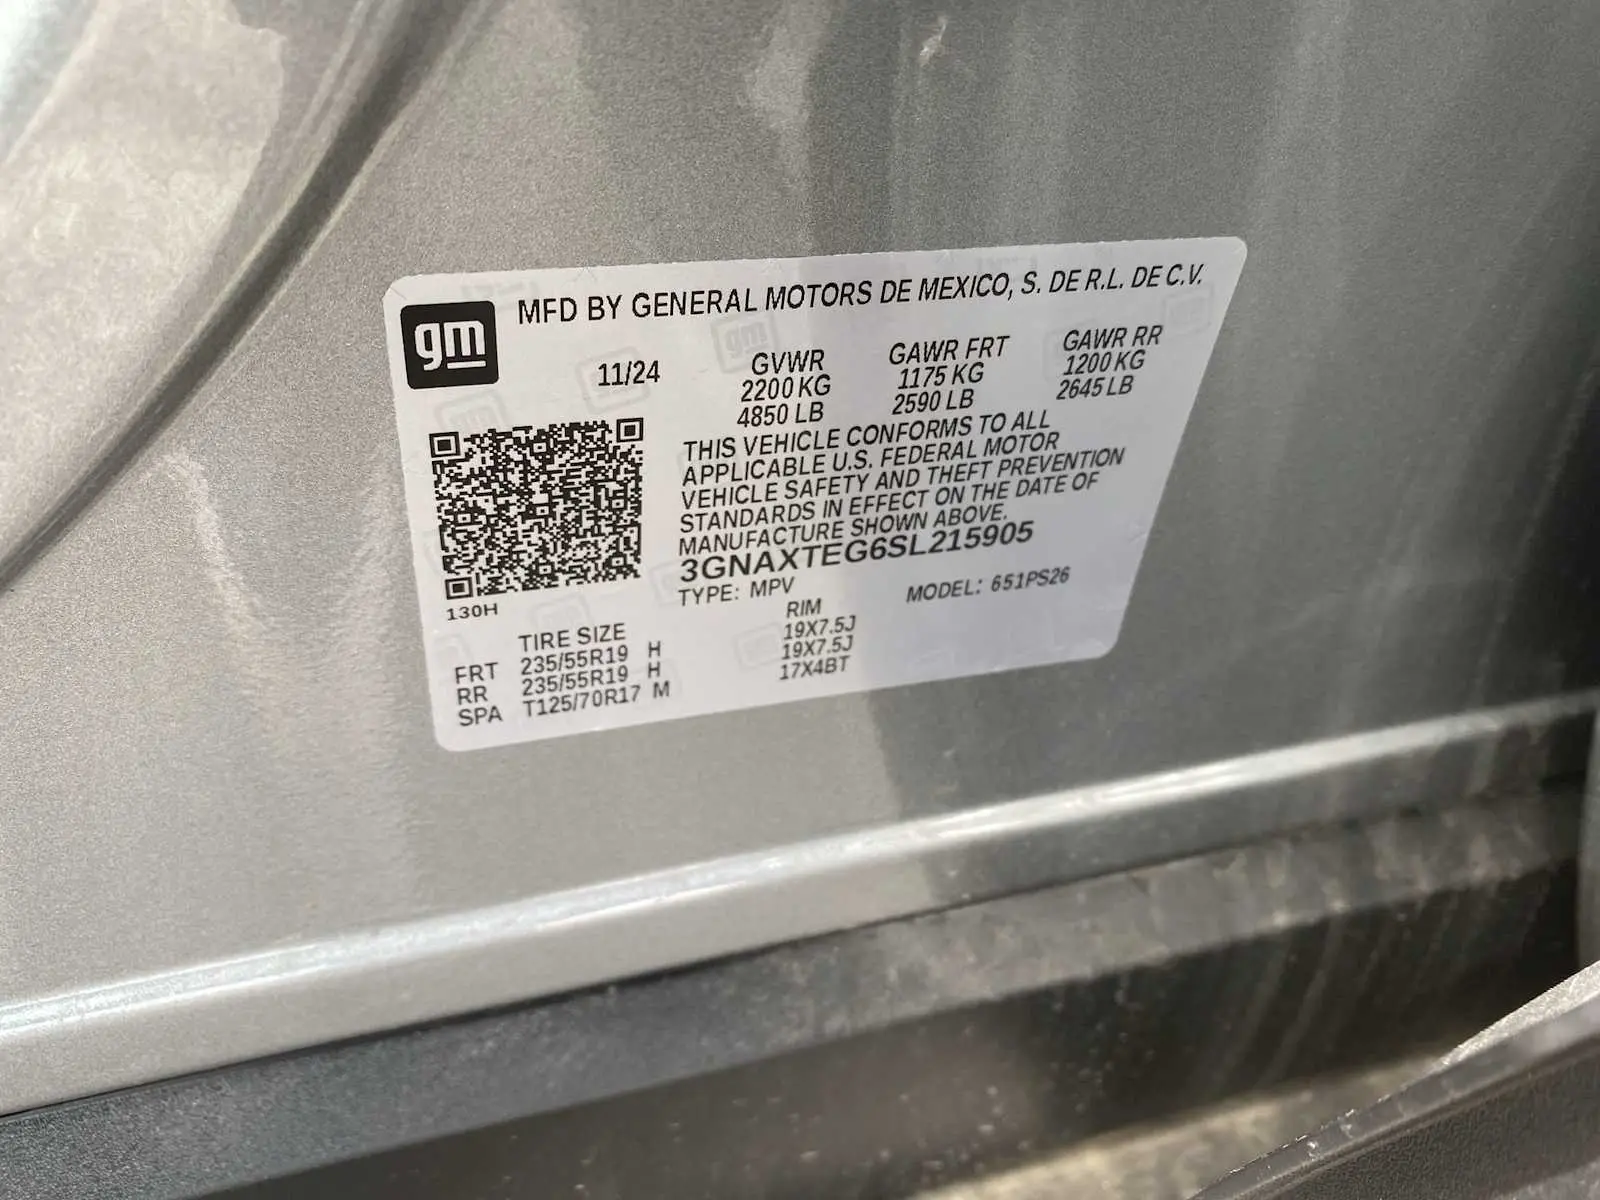 gm
MFD BY GENERAL MOTORS DE MEXICO, S. DE R.L. DE C.V.
11/24
GVWR GAWR FRT GAWR RR
2200 KG 1175 KG 1200 KG
4850 LB 2590 LB 2645 LB
THIS VEHICLE CONFORMS TO ALL
APPLICABLE U.S. FEDERAL MOTOR
VEHICLE SAFETY AND THEFT PREVENTION
STANDARDS IN EFFECT ON THE DATE OF
MANUFACTURE SHOWN ABOVE.
3GNAXTEG6SL215905
TYPE: MPV MODEL: 651PS26
130H
TIRE SIZE RIM
FRT 235/55R19 H 19X7.5J
RR 235/55R19 H 19X7.5J
SPA T125/70R17 M 17X4BT